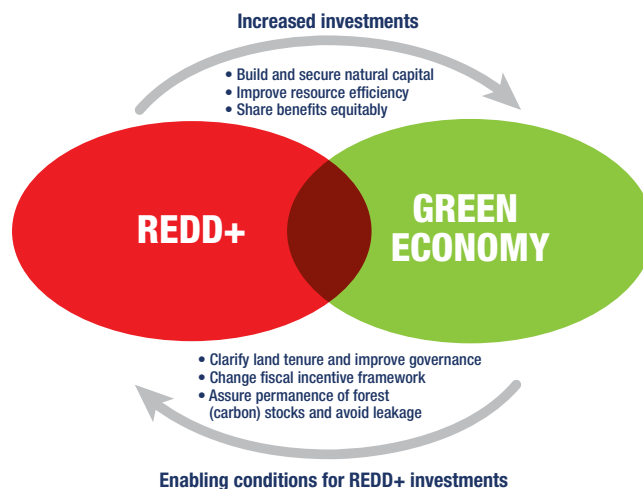 Increased investments
• Build and secure natural capital
• Improve resource efficiency
• Share benefits equitably
REDD+
GREEN
ECONOMY
• Clarify land tenure and improve governance
• Change fiscal incentive framework
• Assure permanence of forest
(carbon) stocks and avoid leakage
Enabling conditions for REDD+ investments